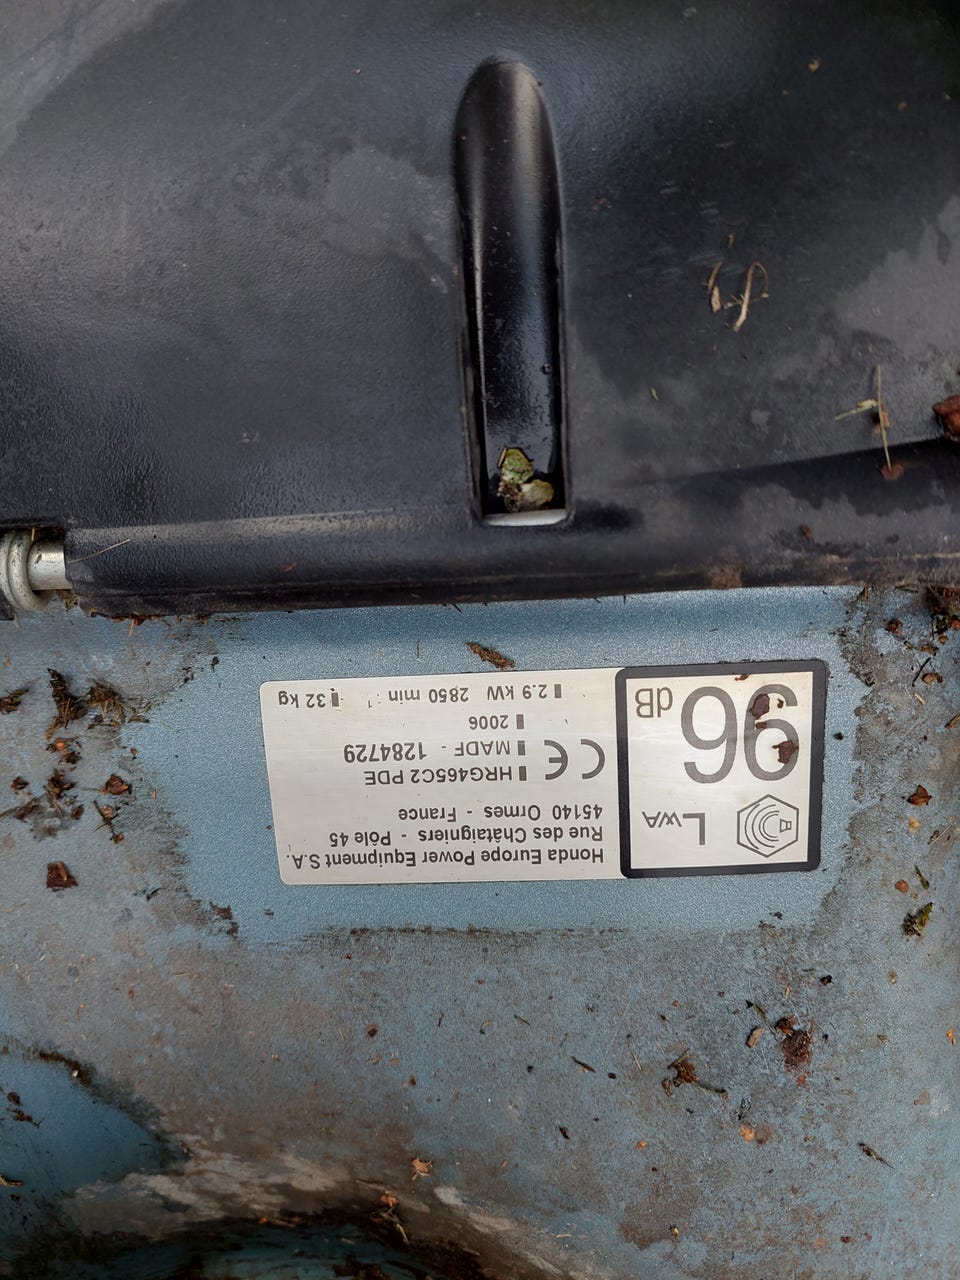 Honda Europe Power Equipment S.A.
Rue des Châtaigniers - Pôle 45
45140 Ormes - France
CE
HRG465C2 PDE
MADF - 1284729
2006
2.9 kW 2850 min⁻¹ 32 kg
LWA
96
dB